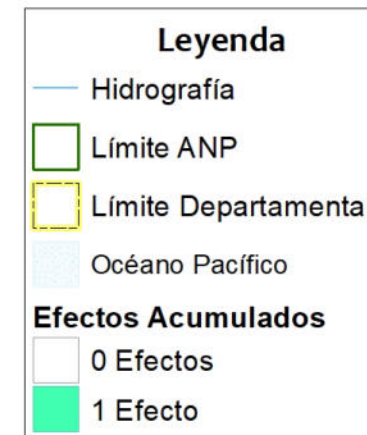 Leyenda
Hidrografía
Límite ANP
Límite Departamenta
Océano Pacífico
Efectos Acumulados
0 Efectos
1 Efecto